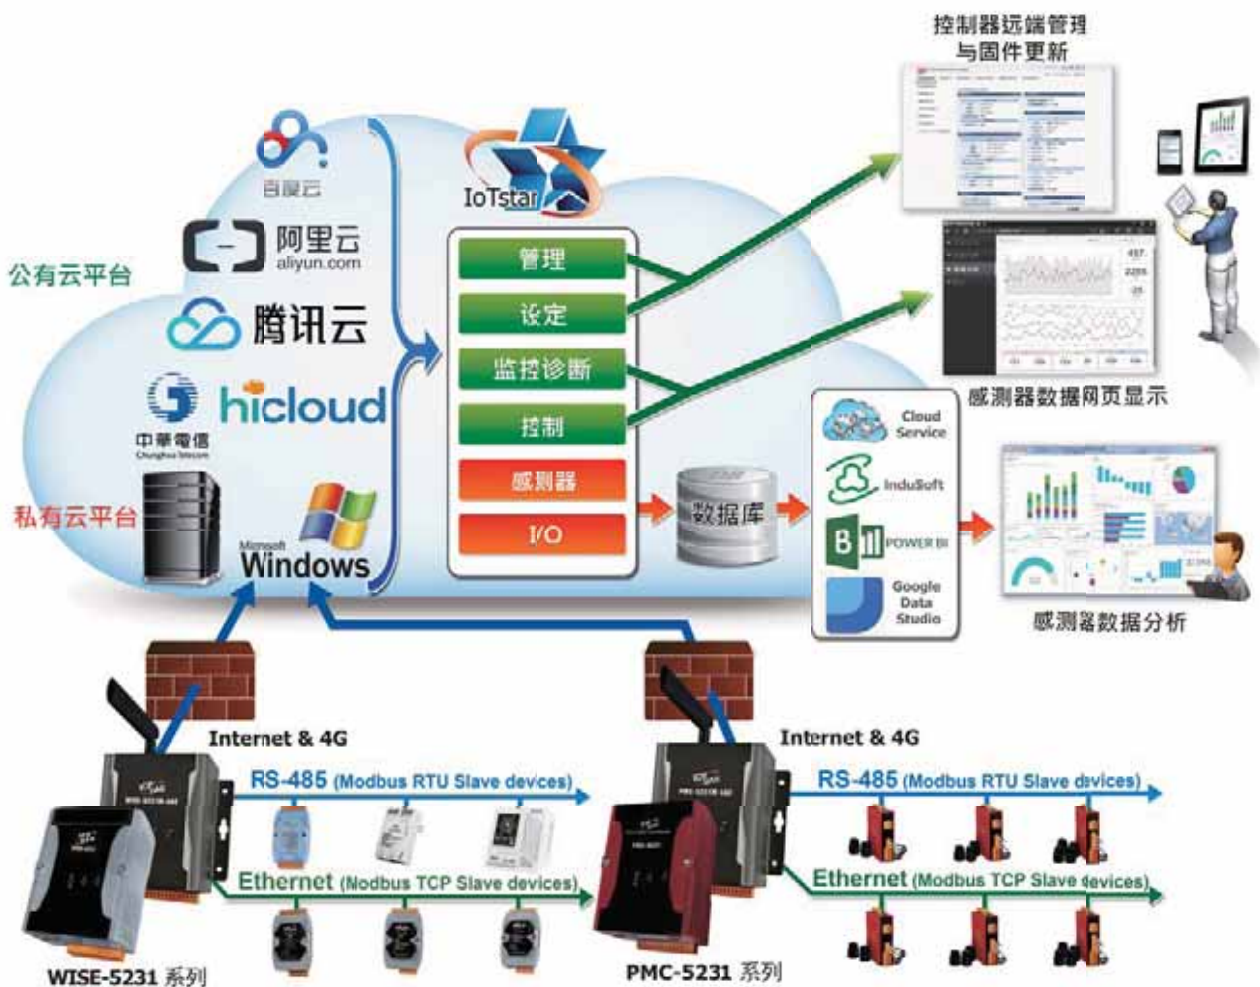 控制器远端管理
与固件更新
百度云
IoTstar
阿里云
aliyun.com
管理
公有云平台
设定
腾讯云
监控诊断
感测器数据网页显示
hicloud
控制
Cloud
Service
中華電信
Chunghwa Telecom
感测器
InduSoft
私有云平台
数据库
I/O
POWER BI
Microsoft
Windows
Google
Data
Studio
感测器数据分析
Internet & 4G
Internet & 4G
RS-485 (Modbus RTU Slave devices)
RS-485 (Modbus RTU Slave devices)
Ethernet (Modbus TCP Slave devices)
Ethernet (Modbus TCP Slave devices)
WISE-5231 系列
PMC-5231 系列